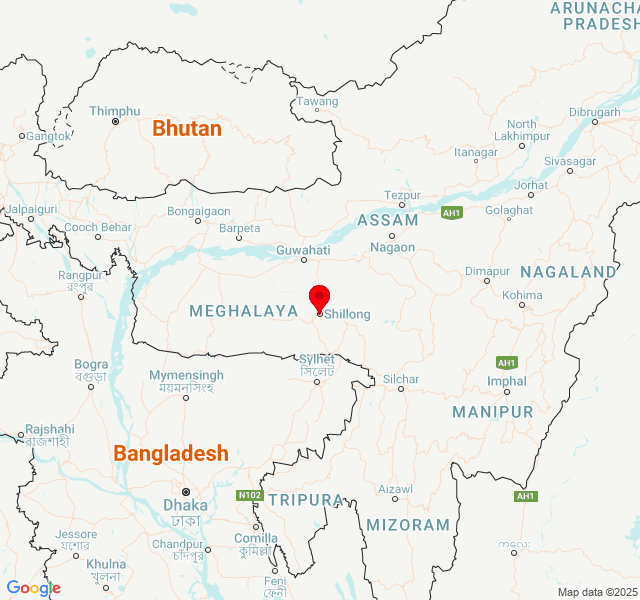 ARUNACHA
PRADESH
Tawang
Thimphu
Bhutan
Dibrugarh
North
Lakhimpur
Gangtok
Itanagar
Sivasagar
Jorhat
Tezpur
AH1
Golaghat
Jalpaiguri
Bongaigaon
ASSAM
Cooch Behar
Barpeta
Nagaon
Guwahati
Rangpur
রংপুর
Dimapur
NAGALAND
Kohima
MEGHALAYA
Shillong
Sylhet
সিলেট
AH1
Bogra
বগুড়া
Mymensingh
ময়মনসিংহ
Silchar
Imphal
MANIPUR
Rajshahi
রাজশাহী
Bangladesh
Dhaka
ঢাকা
N102
TRIPURA
Aizawl
AH1
MIZORAM
Jessore
যশোর
Chandpur
চাঁদপুর
Comilla
কুমিল্লা
ကလေး
Khulna
খুলনা
Feni
ফেনী
Google
Map data ©2025